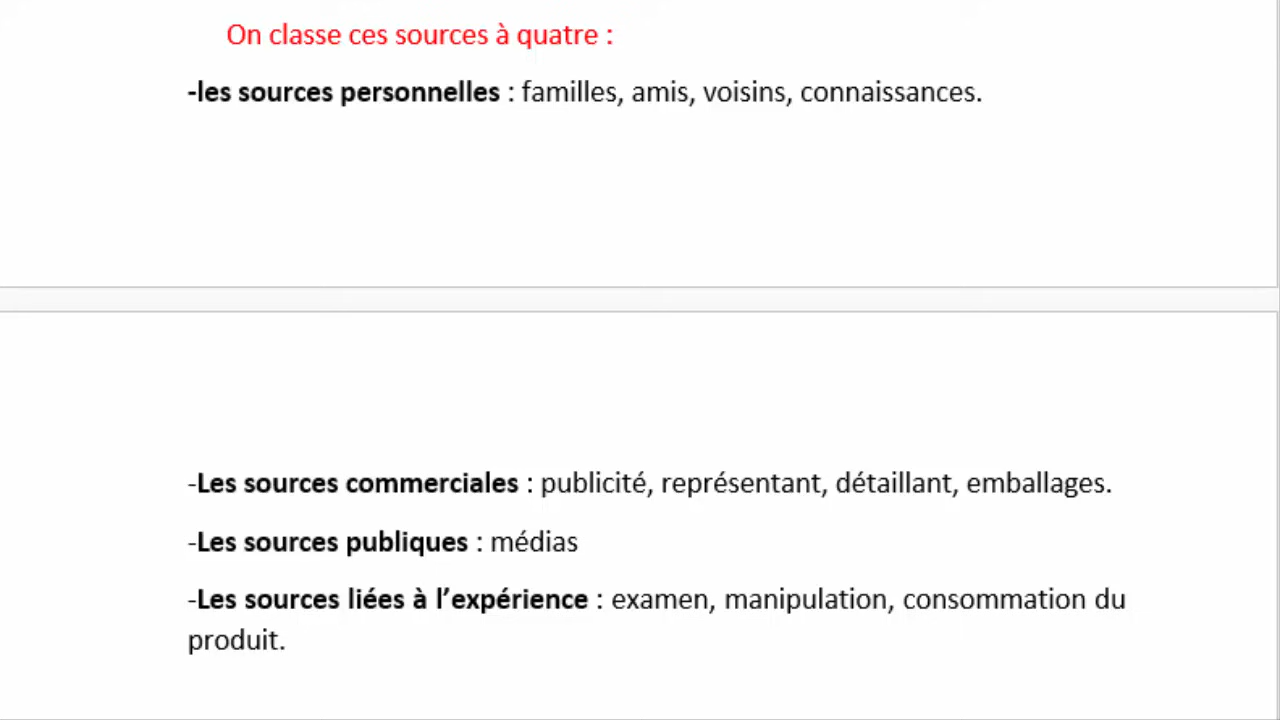 On classe ces sources à quatre :
-les sources personnelles : familles, amis, voisins, connaissances.
-Les sources commerciales : publicité, représentant, détaillant, emballages.
-Les sources publiques : médias
-Les sources liées à l’expérience : examen, manipulation, consommation du
produit.